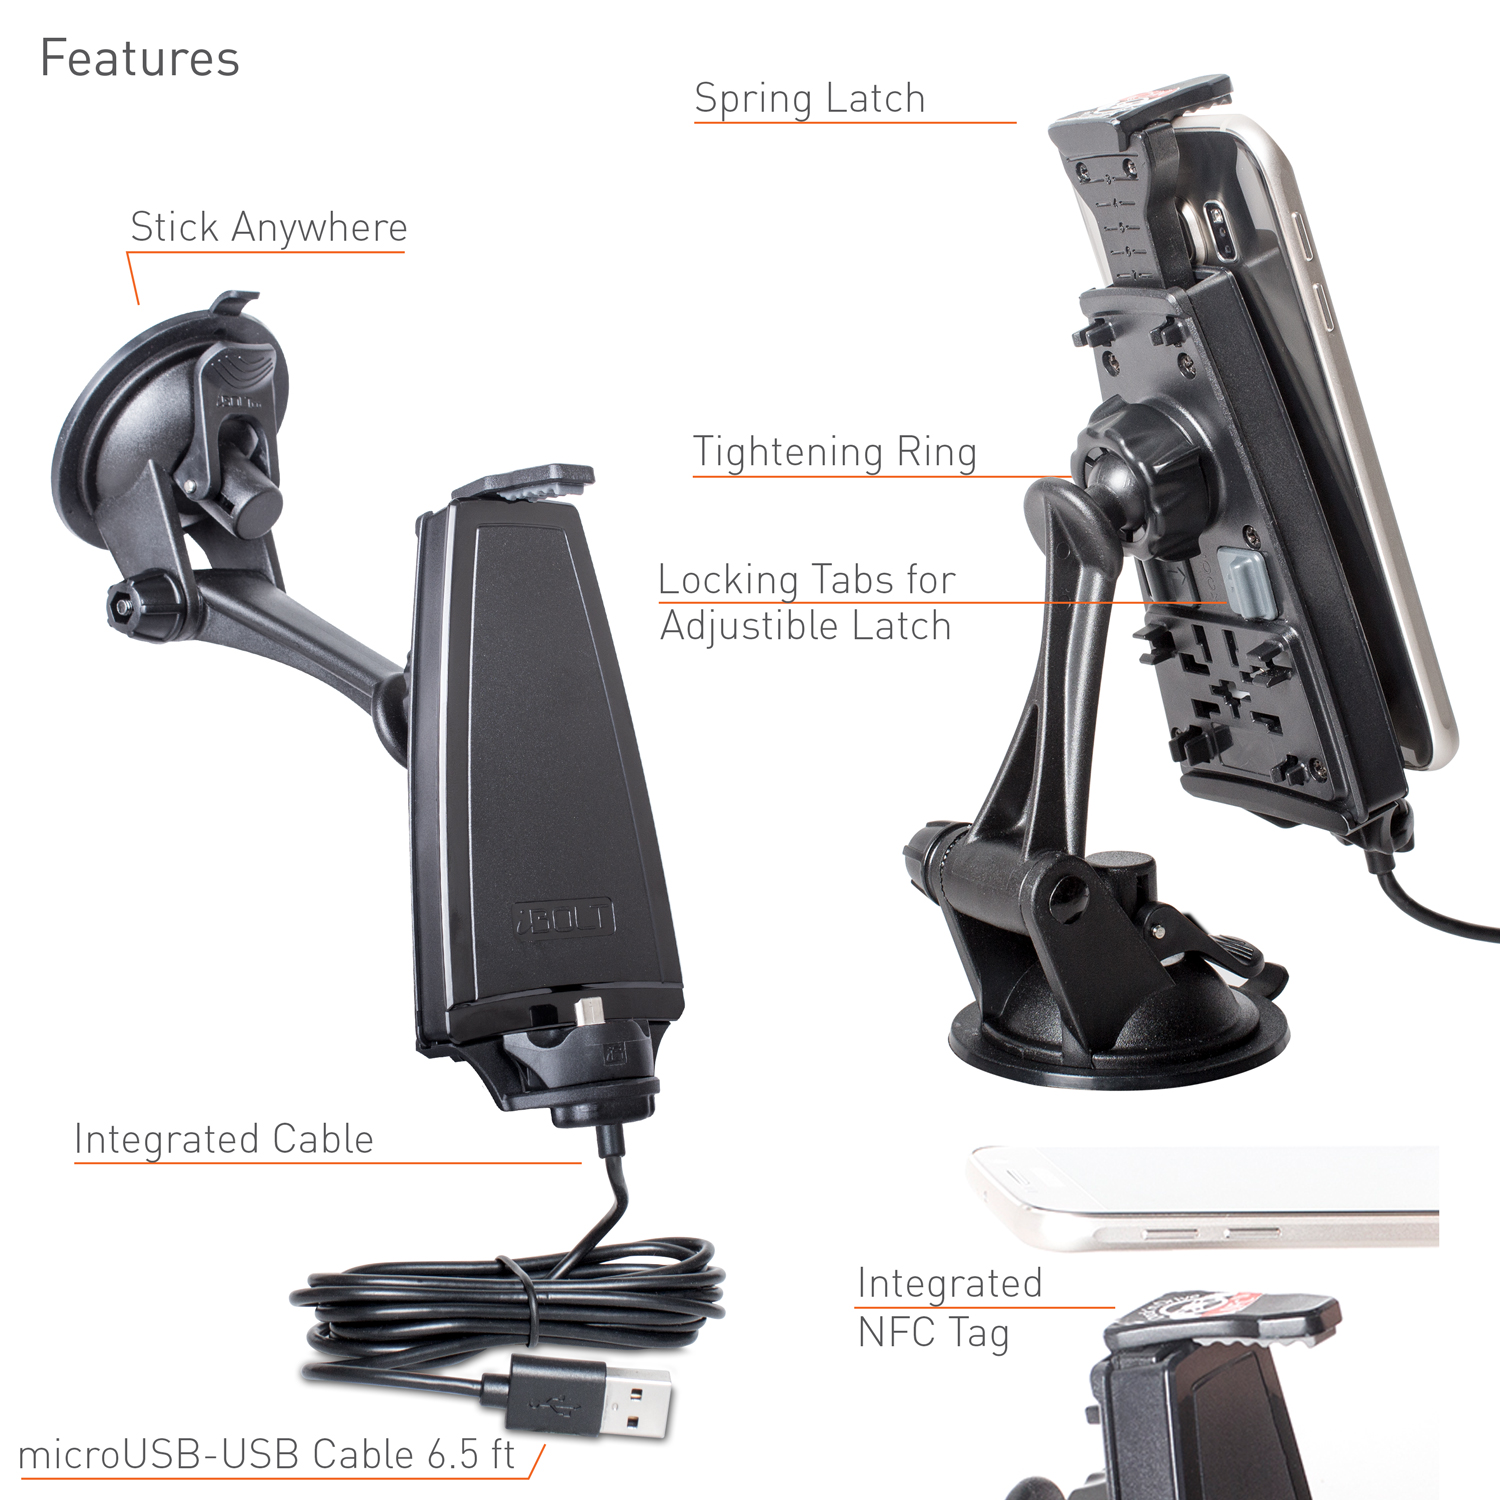 Features
Spring Latch
Stick Anywhere
Tightening Ring
Locking Tabs for
Adjustible Latch
iBOLT
Integrated Cable
Integrated
NFC Tag
microUSB-USB Cable 6.5 ft